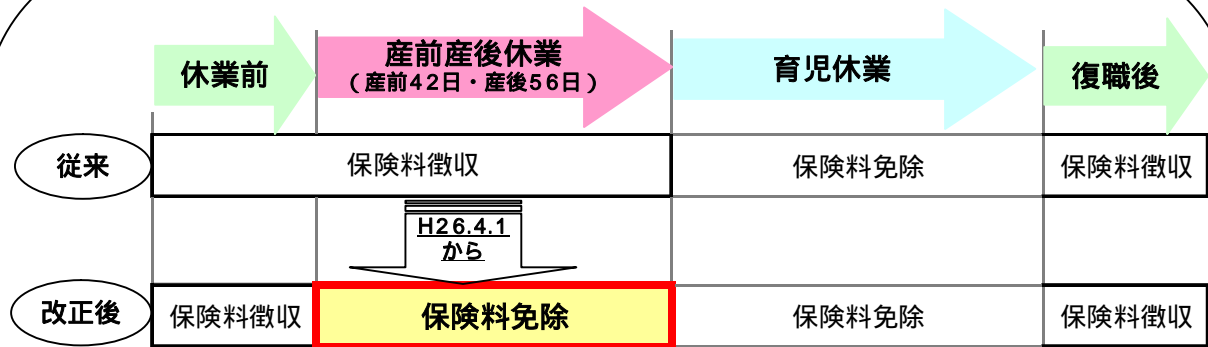 休業前
産前産後休業
（産前42日・産後56日）
育児休業
復職後
従来
保険料徴収
保険料免除
保険料徴収
H26.4.1
から
改正後
保険料徴収
保険料免除
保険料免除
保険料徴収